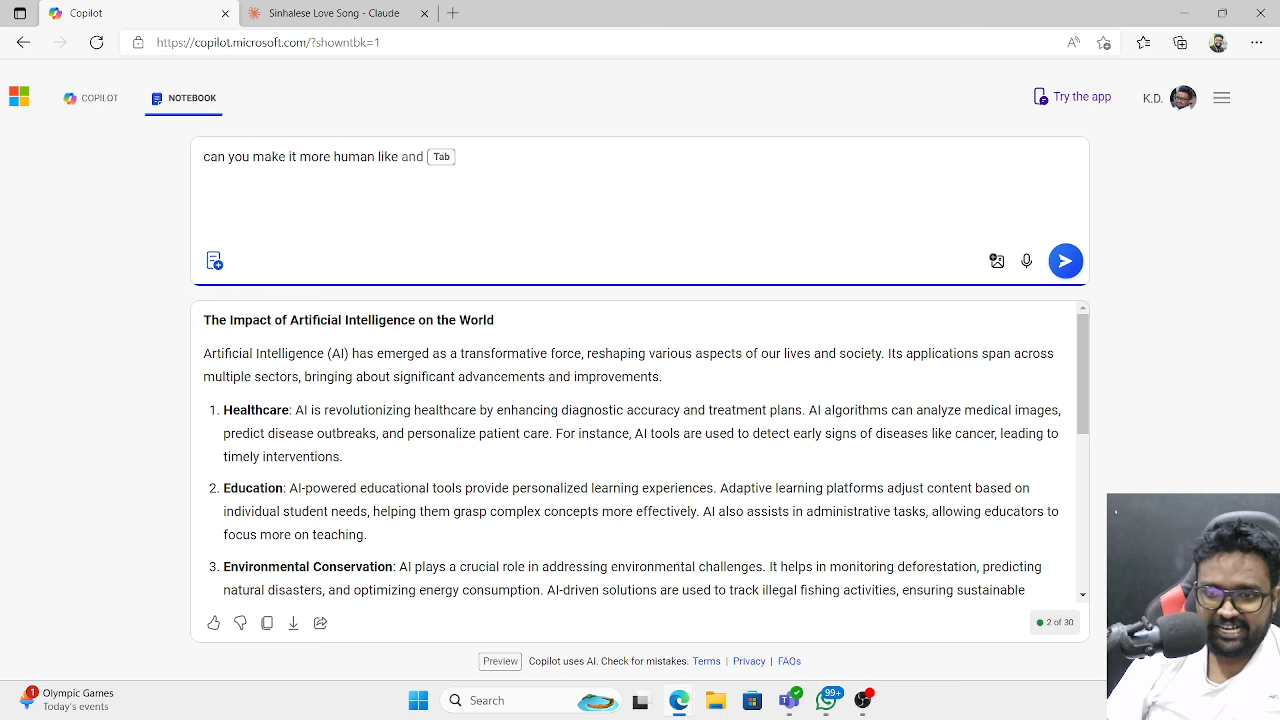 Copilot
Sinhalese Love Song - Claude
https://copilot.microsoft.com/?showntbk=1
COPILOT
NOTEBOOK
Try the app
K.D.
can you make it more human like and Tab
The Impact of Artificial Intelligence on the World
Artificial Intelligence (AI) has emerged as a transformative force, reshaping various aspects of our lives and society. Its applications span across
multiple sectors, bringing about significant advancements and improvements.
1. Healthcare: AI is revolutionizing healthcare by enhancing diagnostic accuracy and treatment plans. AI algorithms can analyze medical images,
predict disease outbreaks, and personalize patient care. For instance, AI tools are used to detect early signs of diseases like cancer, leading to
timely interventions.
2. Education: AI-powered educational tools provide personalized learning experiences. Adaptive learning platforms adjust content based on
individual student needs, helping them grasp complex concepts more effectively. AI also assists in administrative tasks, allowing educators to
focus more on teaching.
3. Environmental Conservation: AI plays a crucial role in addressing environmental challenges. It helps in monitoring deforestation, predicting
natural disasters, and optimizing energy consumption. AI-driven solutions are used to track illegal fishing activities, ensuring sustainable
2 of 30
Preview Copilot uses AI. Check for mistakes. Terms | Privacy | FAQs
1
Olympic Games
Today's events
Search
99+